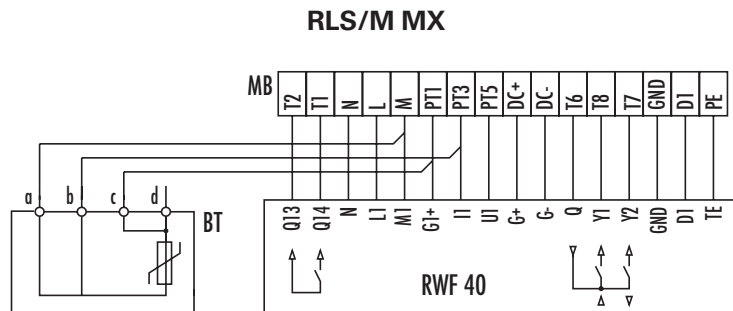 RLS/M MX
MB T2 T1 N L M PT1 PT3 PT5 DC+ DC- T6 T8 T7 GND D1 PE
a b c d
BT
Q13 Q14 N L1 M1 G1+ I1 U1 G+ G- Q Y1 Y2 GND D1 TE
RWF 40